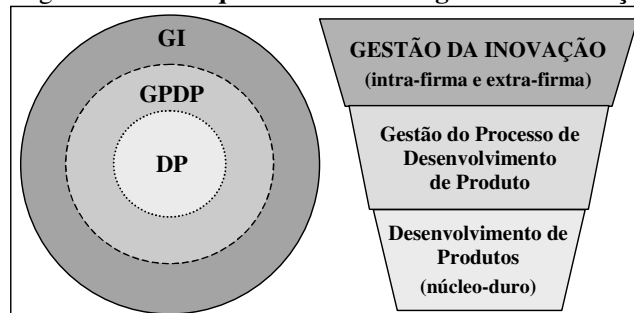 GI
GPDP
DP
GESTÃO DA INOVAÇÃO
(intra-firma e extra-firma)
Gestão do Processo de
Desenvolvimento
de Produto
Desenvolvimento de
Produtos
(núcleo-duro)